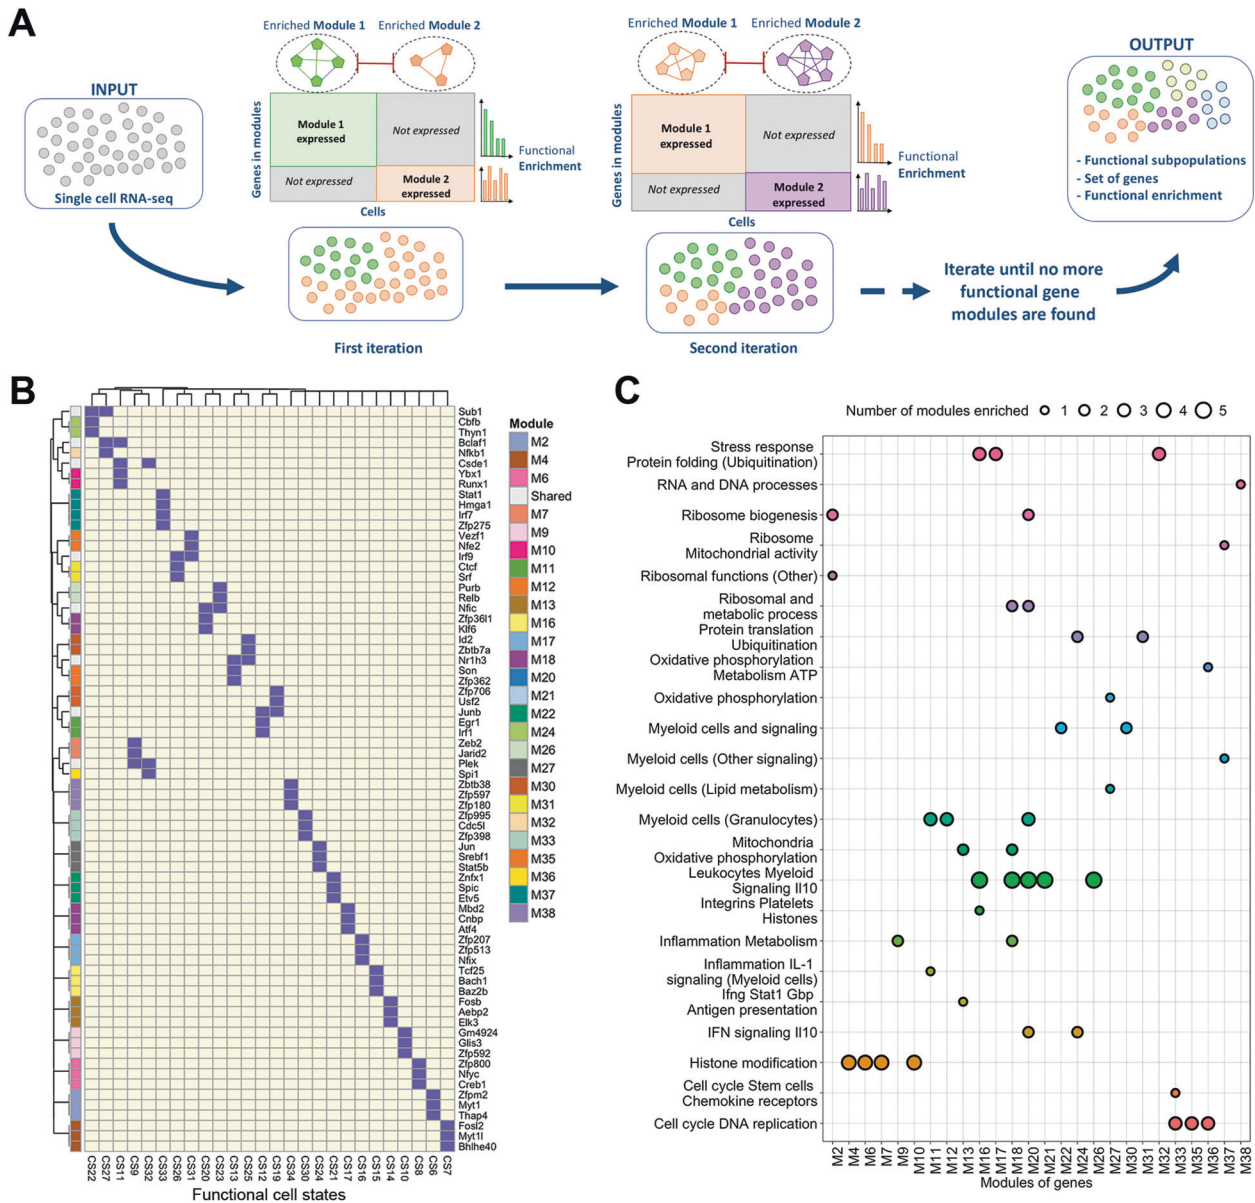 A
INPUT
Single cell RNA-seq
Enriched Module 1
Enriched Module 2
Genes in modules
Module 1
expressed
Not expressed
Not expressed
Module 2
expressed
Functional
Enrichment
Cells
First iteration
Enriched Module 1
Enriched Module 2
Genes in modules
Module 1
expressed
Not expressed
Not expressed
Module 2
expressed
Functional
Enrichment
Cells
Second iteration
Iterate until no more
functional gene
modules are found
OUTPUT
- Functional subpopulations
- Set of genes
- Functional enrichment
B
Sub1
Cbfb
Thyn1
Bclaf1
Nfkb1
Csde1
Ybx1
Runx1
Stat1
Hmga1
Irf7
Zfp275
Vezf1
Nfe2
Irf9
Ctcf
Srf
Purb
Relb
Nfic
Zfp36l1
Klf6
Id2
Zbtb7a
Nr1h3
Son
Zfp362
Zfp706
Usf2
Junb
Egr1
Irf1
Zeb2
Jarid2
Plek
Spi1
Zbtb38
Zfp597
Zfp180
Zfp995
Cdc5l
Zfp398
Jun
Srebf1
Stat5b
Znfx1
Spic
Etv5
Mbd2
Cnbp
Atf4
Zfp207
Zfp513
Nfix
Tcf25
Bach1
Baz2b
Fosb
Aebp2
Elk3
Gm4924
Glis3
Zfp592
Zfp800
Nfyc
Creb1
Zfpm2
Myt1
Thap4
Fosl2
Myt1l
Bhlhe40
CS22
CS27
CS11
CS9
CS32
CS33
CS26
CS31
CS20
CS23
CS13
CS25
CS12
CS19
CS34
CS30
CS24
CS21
CS17
CS16
CS15
CS14
CS10
CS8
CS6
CS7
Functional cell states
Module
M2
M4
M6
Shared
M7
M9
M10
M11
M12
M13
M16
M17
M18
M20
M21
M22
M24
M26
M27
M30
M31
M32
M33
M35
M36
M37
M38
C
Number of modules enriched 1 2 3 4 5
Stress response
Protein folding (Ubiquitination)
RNA and DNA processes
Ribosome biogenesis
Ribosome
Mitochondrial activity
Ribosomal functions (Other)
Ribosomal and
metabolic process
Protein translation
Ubiquitination
Oxidative phosphorylation
Metabolism ATP
Oxidative phosphorylation
Myeloid cells and signaling
Myeloid cells (Other signaling)
Myeloid cells (Lipid metabolism)
Myeloid cells (Granulocytes)
Mitochondria
Oxidative phosphorylation
Leukocytes Myeloid
Signaling Il10
Integrins Platelets
Histones
Inflammation Metabolism
Inflammation IL-1
signaling (Myeloid cells)
Ifng Stat1 Gbp
Antigen presentation
IFN signaling Il10
Histone modification
Cell cycle Stem cells
Chemokine receptors
Cell cycle DNA replication
M2
M4
M6
M7
M9
M10
M11
M12
M13
M16
M17
M18
M20
M21
M22
M24
M26
M27
M30
M31
M32
M33
M35
M36
M37
M38
Modules of genes